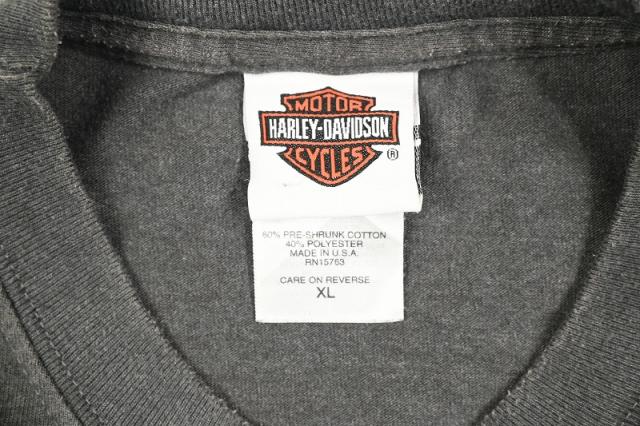 MOTOR
HARLEY-DAVIDSON
CYCLES
®
60% PRE-SHRUNK COTTON
40% POLYESTER
MADE IN U.S.A.
RN15763
CARE ON REVERSE
XL